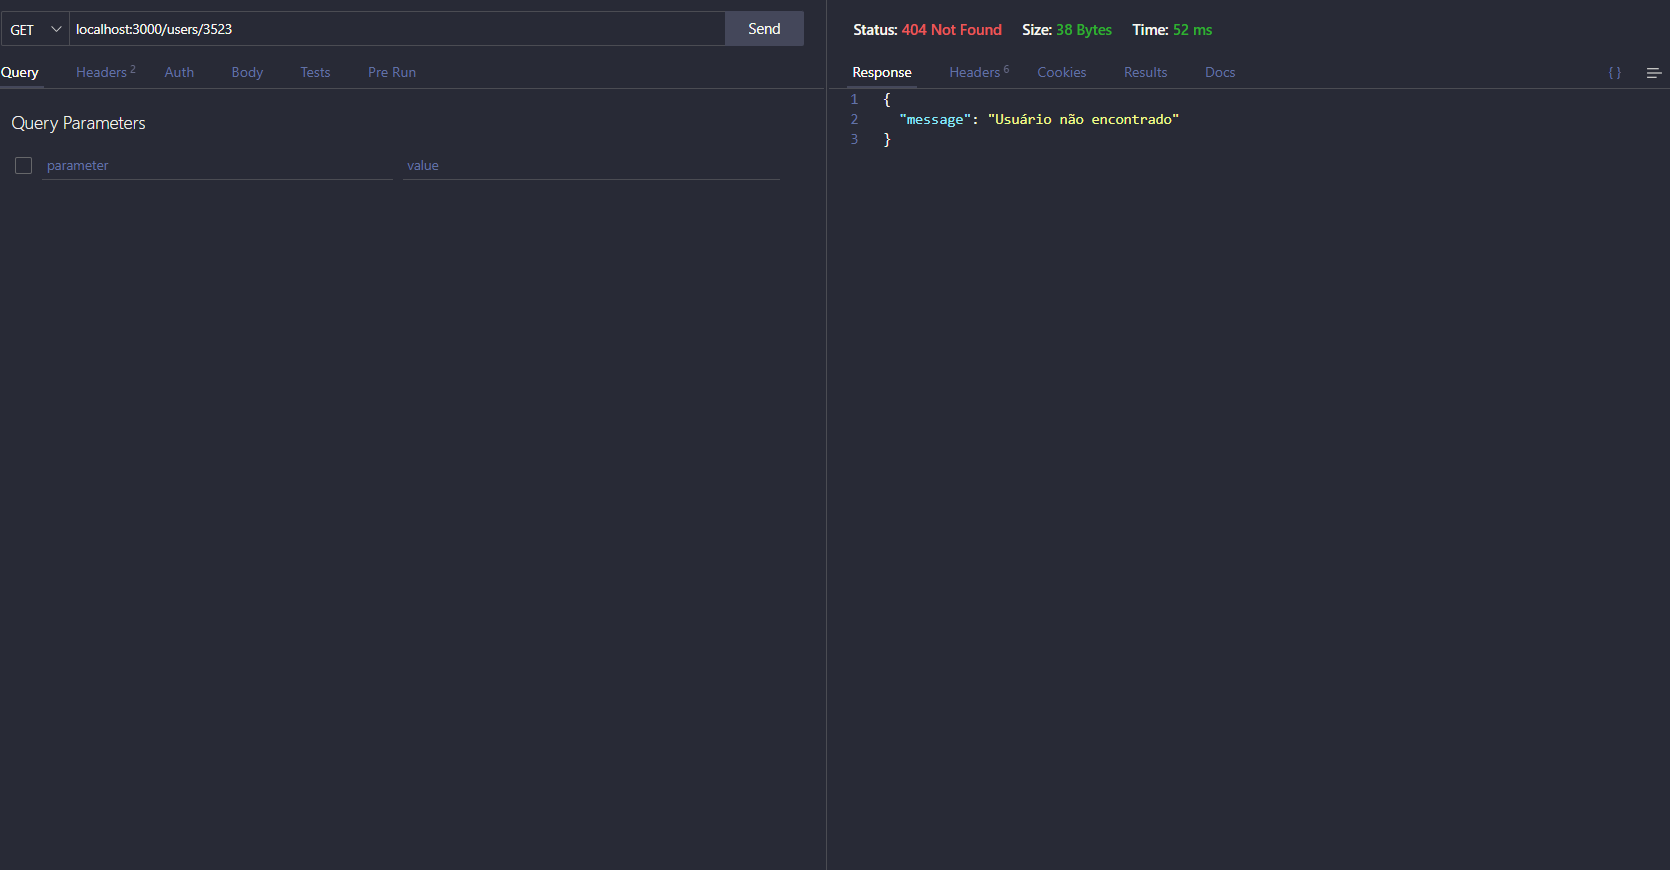 GET localhost:3000/users/3523 Send
Query Headers 2 Auth Body Tests Pre Run
Query Parameters
parameter value
Status: 404 Not Found Size: 38 Bytes Time: 52 ms
Response Headers 6 Cookies Results Docs { }
1 {
2 "message": "Usuário não encontrado"
3 }